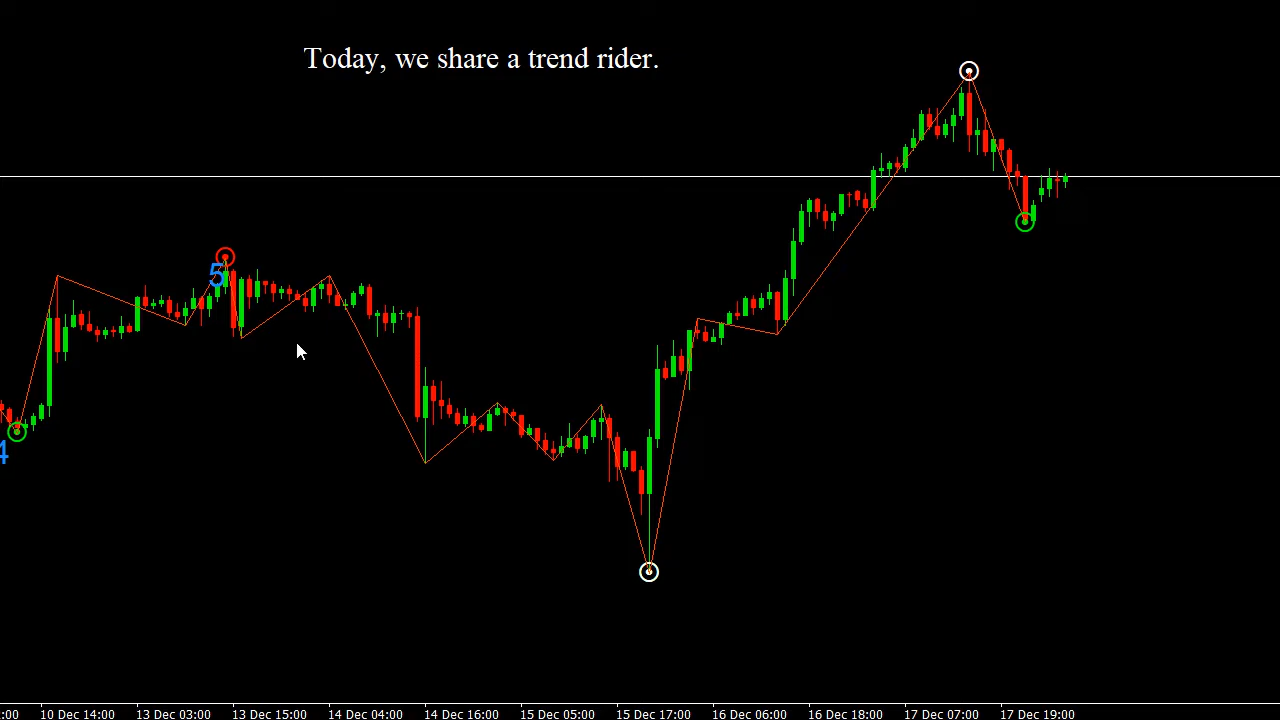 Today, we share a trend rider.
5
4
:00 10 Dec 14:00 13 Dec 03:00 13 Dec 15:00 14 Dec 04:00 14 Dec 16:00 15 Dec 05:00 15 Dec 17:00 16 Dec 06:00 16 Dec 18:00 17 Dec 07:00 17 Dec 19:00